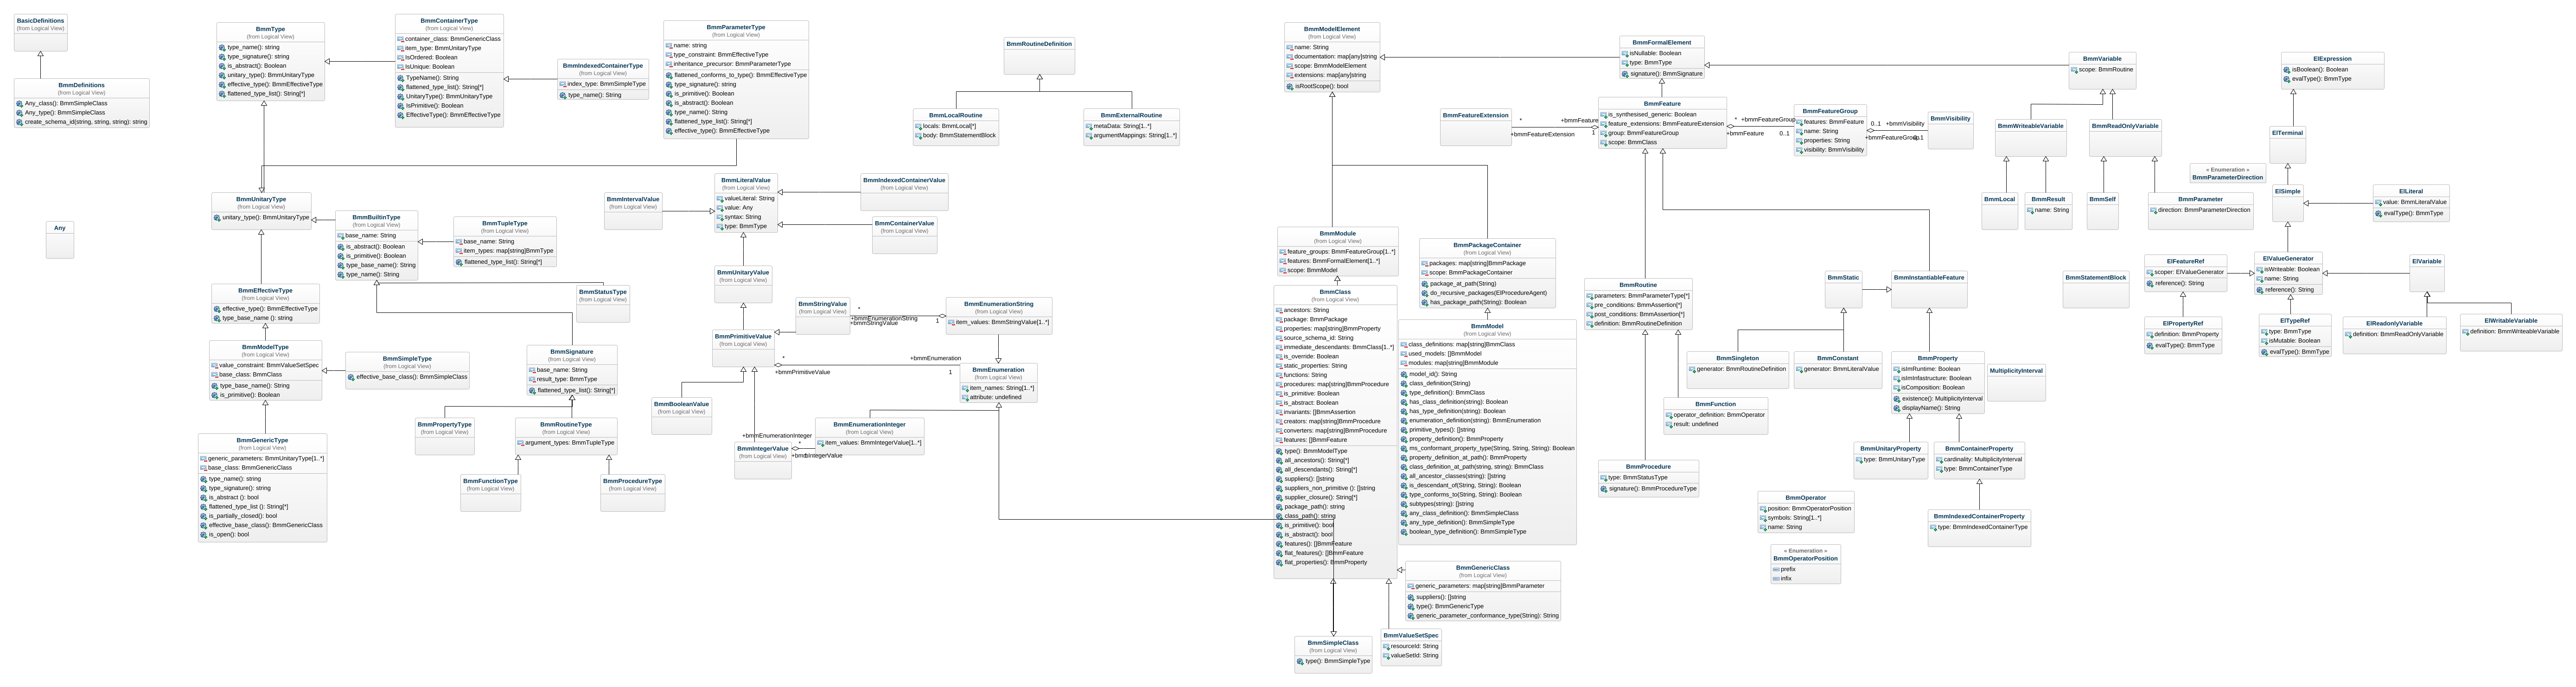 BasicDefinitions
(from Logical View)
BmmDefinitions
(from Logical View)
Any_class(): BmmSimpleClass
Any_type(): BmmSimpleClass
create_schema_id(string, string, string): string
Any
BmmType
(from Logical View)
type_name(): string
type_signature(): string
is_abstract(): Boolean
unitary_type(): BmmUnitaryType
effective_type(): BmmEffectiveType
flattened_type_list(): String[*]
BmmContainerType
(from Logical View)
container_class: BmmGenericClass
item_type: BmmUnitaryType
IsOrdered: Boolean
IsUnique: Boolean
TypeName(): String
flattened_type_list(): String[*]
UnitaryType(): BmmUnitaryType
IsPrimitive(): Boolean
EffectiveType(): BmmEffectiveType
BmmIndexedContainerType
(from Logical View)
index_type: BmmSimpleType
type_name(): String
BmmParameterType
(from Logical View)
name: string
type_constraint: BmmEffectiveType
inheritance_precursor: BmmParameterType
flattened_conforms_to_type(): BmmEffectiveType
type_signature(): string
is_primitive(): Boolean
is_abstract(): Boolean
type_name(): String
flattened_type_list(): String[*]
effective_type(): BmmEffectiveType
BmmRoutineDefinition
BmmLocalRoutine
locals: BmmLocal[*]
body: BmmStatementBlock
BmmExternalRoutine
metaData: String[1..*]
argumentMappings: String[1..*]
BmmUnitaryType
(from Logical View)
unitary_type(): BmmUnitaryType
BmmBuiltinType
(from Logical View)
base_name: String
is_abstract(): Boolean
is_primitive(): Boolean
type_base_name(): String
type_name(): String
BmmTupleType
(from Logical View)
base_name: String
item_types: map[string]BmmType
flattened_type_list(): String[*]
BmmStatusType
(from Logical View)
BmmEffectiveType
(from Logical View)
effective_type(): BmmEffectiveType
type_base_name (): string
BmmModelType
(from Logical View)
value_constraint: BmmValueSetSpec
base_class: BmmClass
type_base_name(): String
is_primitive(): Boolean
BmmSimpleType
(from Logical View)
effective_base_class(): BmmSimpleClass
BmmSignature
(from Logical View)
base_name: String
result_type: BmmType
flattened_type_list(): String[*]
BmmPropertyType
(from Logical View)
BmmRoutineType
(from Logical View)
argument_types: BmmTupleType
BmmFunctionType
(from Logical View)
BmmProcedureType
(from Logical View)
BmmGenericType
(from Logical View)
generic_parameters: BmmUnitaryType[1..*]
base_class: BmmGenericClass
type_name(): string
type_signature(): string
is_abstract (): bool
flattened_type_list (): String[*]
is_partially_closed(): bool
effective_base_class(): BmmGenericClass
is_open(): bool
BmmIntervalValue
(from Logical View)
BmmLiteralValue
(from Logical View)
valueLiteral: String
value: Any
syntax: String
type: BmmType
BmmIndexedContainerValue
(from Logical View)
BmmContainerValue
(from Logical View)
BmmUnitaryValue
(from Logical View)
BmmPrimitiveValue
(from Logical View)
BmmStringValue
(from Logical View)
*
+bmmEnumerationString
+bmmStringValue
1
BmmEnumerationString
(from Logical View)
item_values: BmmStringValue[1..*]
*
+bmmPrimitiveValue
+bmmEnumeration
1
BmmEnumeration
(from Logical View)
item_names: String[1..*]
attribute: undefined
BmmBooleanValue
(from Logical View)
BmmEnumerationInteger
(from Logical View)
item_values: BmmIntegerValue[1..*]
+bmmEnumerationInteger
*
1
+bmmIntegerValue
BmmIntegerValue
(from Logical View)
BmmModelElement
(from Logical View)
name: String
documentation: map[any]string
scope: BmmModelElement
extensions: map[any]string
isRootScope(): bool
BmmModule
(from Logical View)
feature_groups: BmmFeatureGroup[1..*]
features: BmmFormalElement[1..*]
scope: BmmModel
BmmPackageContainer
(from Logical View)
packages: map[string]BmmPackage
scope: BmmPackageContainer
package_at_path(String)
do_recursive_packages(ElProcedureAgent)
has_package_path(String): Boolean
BmmClass
(from Logical View)
ancestors: String
package: BmmPackage
properties: map[string]BmmProperty
source_schema_id: String
immediate_descendants: BmmClass[1..*]
is_override: Boolean
static_properties: String
functions: String
procedures: map[string]BmmProcedure
is_primitive: Boolean
is_abstract: Boolean
invariants: []BmmAssertion
creators: map[string]BmmProcedure
converters: map[string]BmmProcedure
features: []BmmFeature
type(): BmmModelType
all_ancestors(): String[*]
all_descendants(): String[*]
suppliers(): []string
suppliers_non_primitive (): []string
supplier_closure(): String[*]
package_path(): string
class_path(): string
is_primitive(): bool
is_abstract(): bool
features(): []BmmFeature
flat_features(): []BmmFeature
flat_properties(): BmmProperty
BmmModel
(from Logical View)
class_definitions: map[string]BmmClass
used_models: []BmmModel
modules: map[string]BmmModule
model_id(): String
class_definition(String)
type_definition(): BmmClass
has_class_definition(string): Boolean
has_type_definition(string): Boolean
enumeration_definition(string): BmmEnumeration
primitive_types(): []string
property_definition(): BmmProperty
ms_conformant_property_type(String, String, String): Boolean
property_definition_at_path(): BmmProperty
class_definition_at_path(string, string): BmmClass
all_ancestor_classes(string): []string
is_descendant_of(String, String): Boolean
type_conforms_to(String, String): Boolean
subtypes(string): []string
any_class_definition(): BmmSimpleClass
any_type_definition(): BmmSimpleType
boolean_type_definition(): BmmSimpleType
BmmGenericClass
(from Logical View)
generic_parameters: map[string]BmmParameter
suppliers(): []string
type(): BmmGenericType
generic_parameter_conformance_type(String): String
BmmSimpleClass
(from Logical View)
type(): BmmSimpleType
BmmValueSetSpec
resourceId: String
valueSetId: String
BmmFormalElement
isNullable: Boolean
type: BmmType
signature(): BmmSignature
BmmFeatureExtension
*
+bmmFeatureExtension
+bmmFeature
1
BmmFeature
is_synthesised_generic: Boolean
feature_extensions: BmmFeatureExtension
group: BmmFeatureGroup
scope: BmmClass
*
+bmmFeature
+bmmFeatureGroup
0..1
BmmFeatureGroup
features: BmmFeature
name: String
properties: String
visibility: BmmVisibility
0..1
+bmmVisibility
+bmmFeatureGroup
BmmVisibility
BmmRoutine
parameters: BmmParameterType[*]
pre_conditions: BmmAssertion[*]
post_conditions: BmmAssertion[*]
definition: BmmRoutineDefinition
BmmFunction
operator_definition: BmmOperator
result: undefined
BmmProcedure
type: BmmStatusType
signature(): BmmProcedureType
BmmStatic
BmmInstantiableFeature
BmmSingleton
generator: BmmRoutineDefinition
BmmConstant
generator: BmmLiteralValue
BmmProperty
isImRuntime: Boolean
isImInfastructure: Boolean
isComposition: Boolean
existence(): MultiplicityInterval
displayName(): String
MultiplicityInterval
BmmUnitaryProperty
type: BmmUnitaryType
BmmContainerProperty
cardinality: MultiplicityInterval
type: BmmContainerType
BmmIndexedContainerProperty
type: BmmIndexedContainerType
BmmOperator
position: BmmOperatorPosition
symbols: String[1..*]
name: String
« Enumeration »
BmmOperatorPosition
prefix
infix
BmmVariable
scope: BmmRoutine
BmmWriteableVariable
BmmReadOnlyVariable
BmmLocal
BmmResult
name: String
BmmSelf
BmmParameter
direction: BmmParameterDirection
« Enumeration »
BmmParameterDirection
BmmStatementBlock
ElExpression
isBoolean(): Boolean
evalType(): BmmType
ElTerminal
ElSimple
ElLiteral
value: BmmLiteralValue
evalType(): BmmType
ElFeatureRef
scoper: ElValueGenerator
reference(): String
ElValueGenerator
isWriteable: Boolean
name: String
reference(): String
ElVariable
ElPropertyRef
definition: BmmProperty
evalType(): BmmType
ElTypeRef
type: BmmType
isMutable: Boolean
evalType(): BmmType
ElReadonlyVariable
definition: BmmReadOnlyVariable
ElWritableVariable
definition: BmmWriteableVariable